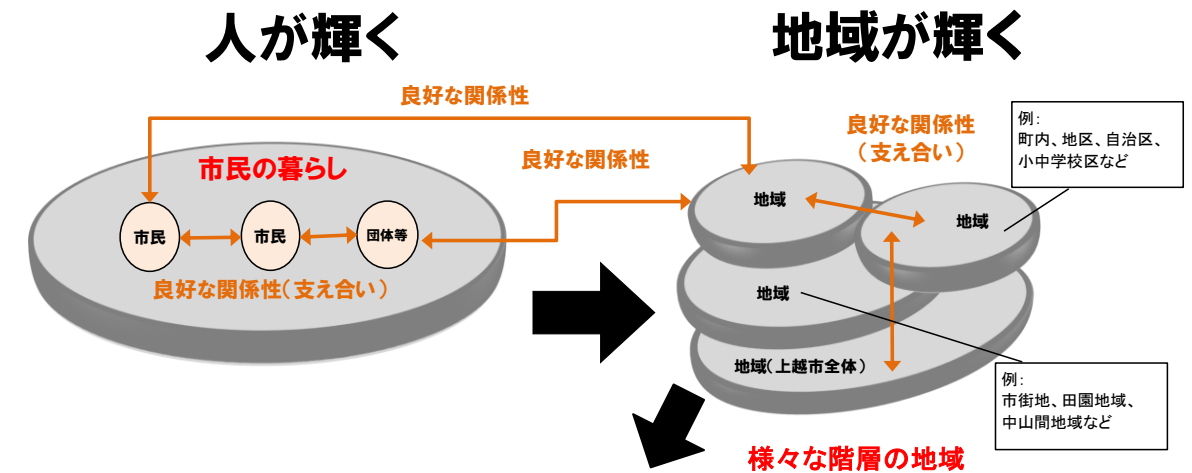 人が輝く
地域が輝く
良好な関係性
良好な関係性
良好な関係性
（支え合い）
例：
町内、地区、自治区、
小中学校区など
市民の暮らし
市民
市民
団体等
良好な関係性（支え合い）
地域
地域
地域
地域（上越市全体）
例：
市街地、田園地域、
中山間地域など
様々な階層の地域